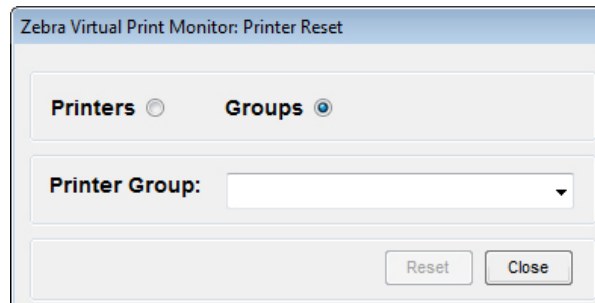 Zebra Virtual Print Monitor: Printer Reset
Printers Groups
Printer Group:
Reset Close